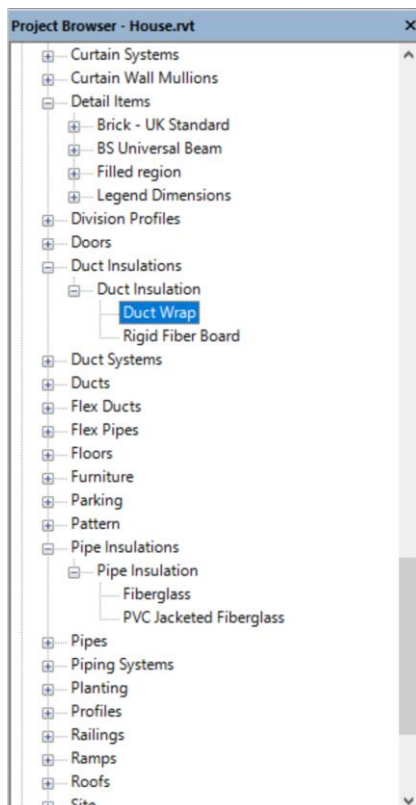 Project Browser - House.rvt
Curtain Systems
Curtain Wall Mullions
Detail Items
Brick - UK Standard
BS Universal Beam
Filled region
Legend Dimensions
Division Profiles
Doors
Duct Insulations
Duct Insulation
Duct Wrap
Rigid Fiber Board
Duct Systems
Ducts
Flex Ducts
Flex Pipes
Floors
Furniture
Parking
Pattern
Pipe Insulations
Pipe Insulation
Fiberglass
PVC Jacketed Fiberglass
Pipes
Piping Systems
Planting
Profiles
Railings
Ramps
Roofs
Site